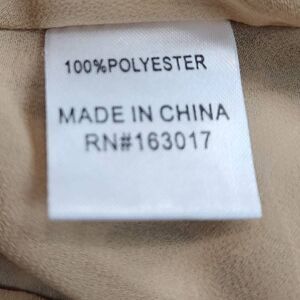 100%POLYESTER
MADE IN CHINA
RN#163017